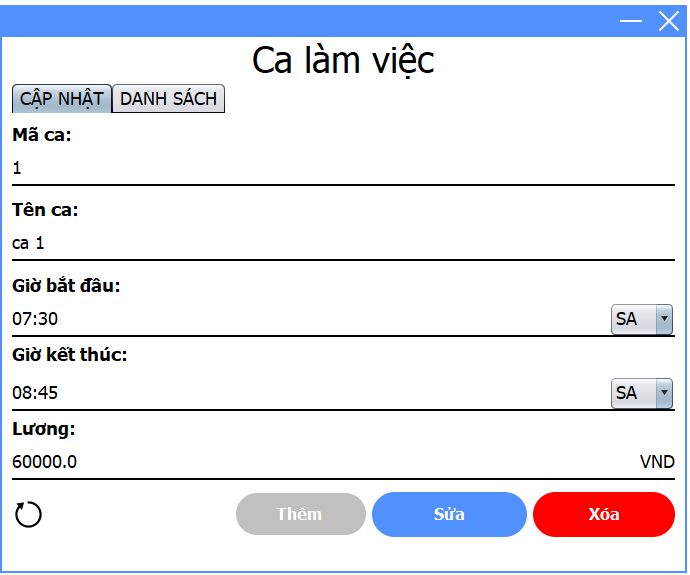 Ca làm việc
CẬP NHẬT DANH SÁCH
Mã ca:
1
Tên ca:
ca 1
Giờ bắt đầu:
07:30 SA
Giờ kết thúc:
08:45 SA
Lương:
60000.0 VND
Thêm Sửa Xóa